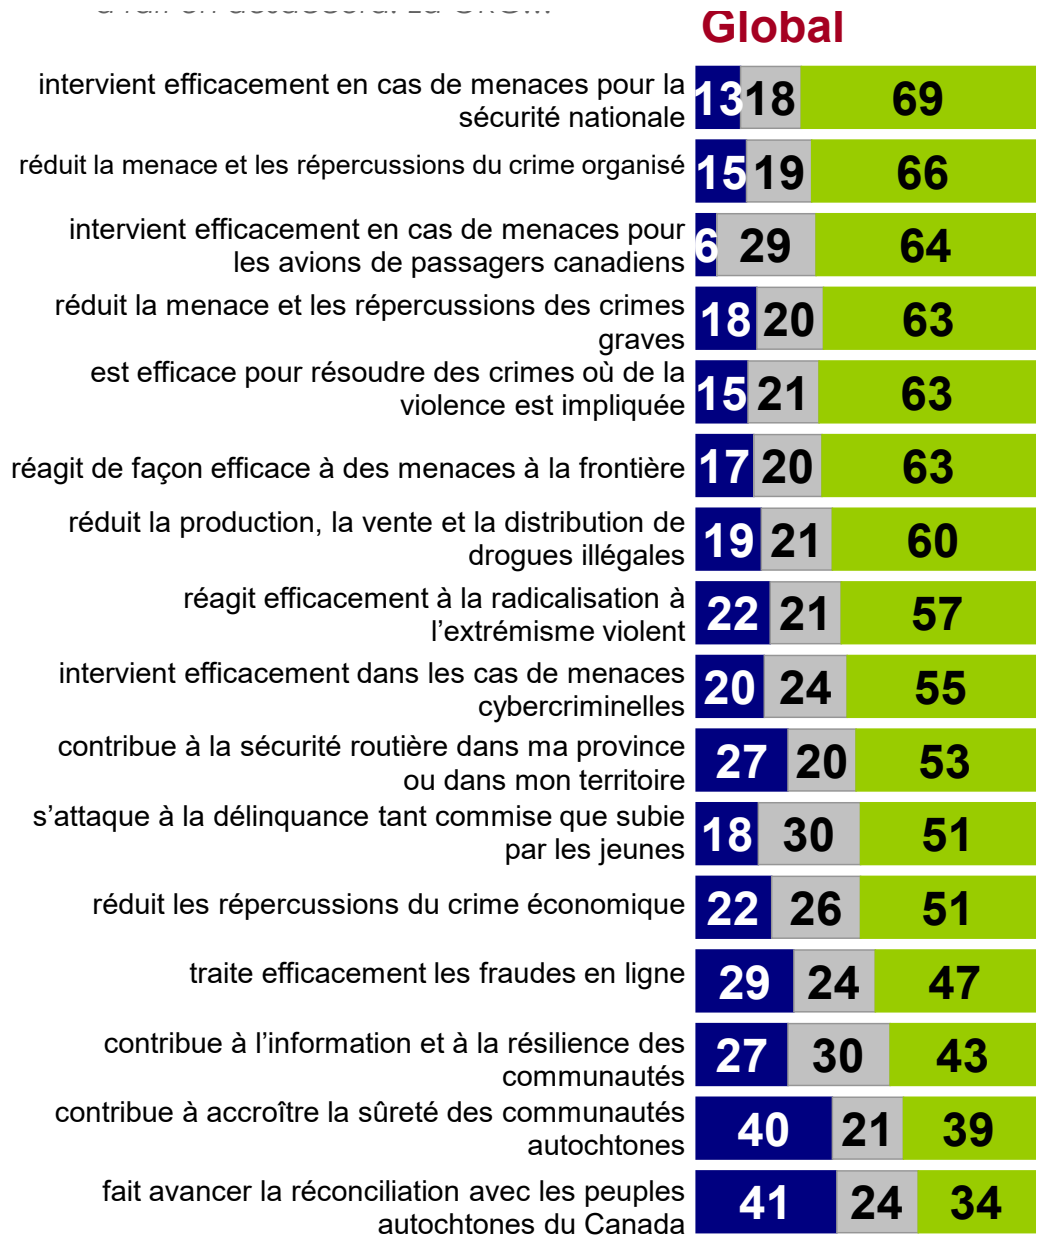 Global
intervient efficacement en cas de menaces pour la
sécurité nationale
13 18 69
réduit la menace et les répercussions du crime organisé
15 19 66
intervient efficacement en cas de menaces pour
les avions de passagers canadiens
6 29 64
réduit la menace et les répercussions des crimes
graves
18 20 63
est efficace pour résoudre des crimes où de la
violence est impliquée
15 21 63
réagit de façon efficace à des menaces à la frontière
17 20 63
réduit la production, la vente et la distribution de
drogues illégales
19 21 60
réagit efficacement à la radicalisation à
l’extrémisme violent
22 21 57
intervient efficacement dans les cas de menaces
cybercriminelles
20 24 55
contribue à la sécurité routière dans ma province
ou dans mon territoire
27 20 53
s’attaque à la délinquance tant commise que subie
par les jeunes
18 30 51
réduit les répercussions du crime économique
22 26 51
traite efficacement les fraudes en ligne
29 24 47
contribue à l’information et à la résilience des
communautés
27 30 43
contribue à accroître la sûreté des communautés
autochtones
40 21 39
fait avancer la réconciliation avec les peuples
autochtones du Canada
41 24 34